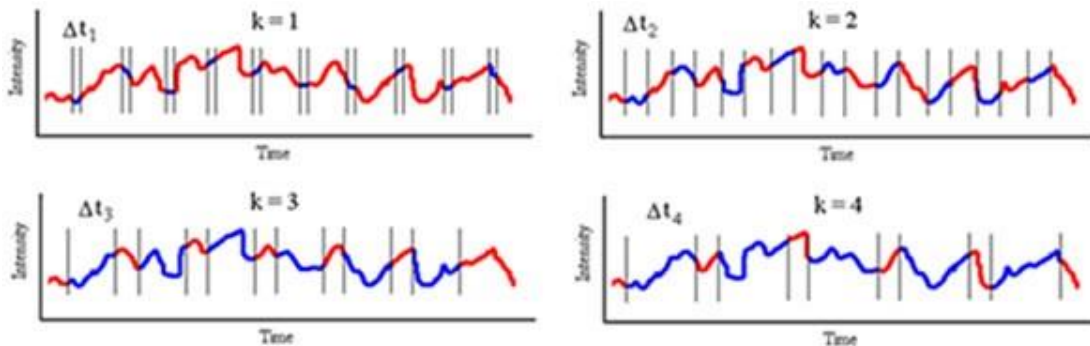 Δt₁ k = 1
Intensity
Time
Δt₂ k = 2
Intensity
Time
Δt₃ k = 3
Intensity
Time
Δt₄ k = 4
Intensity
Time